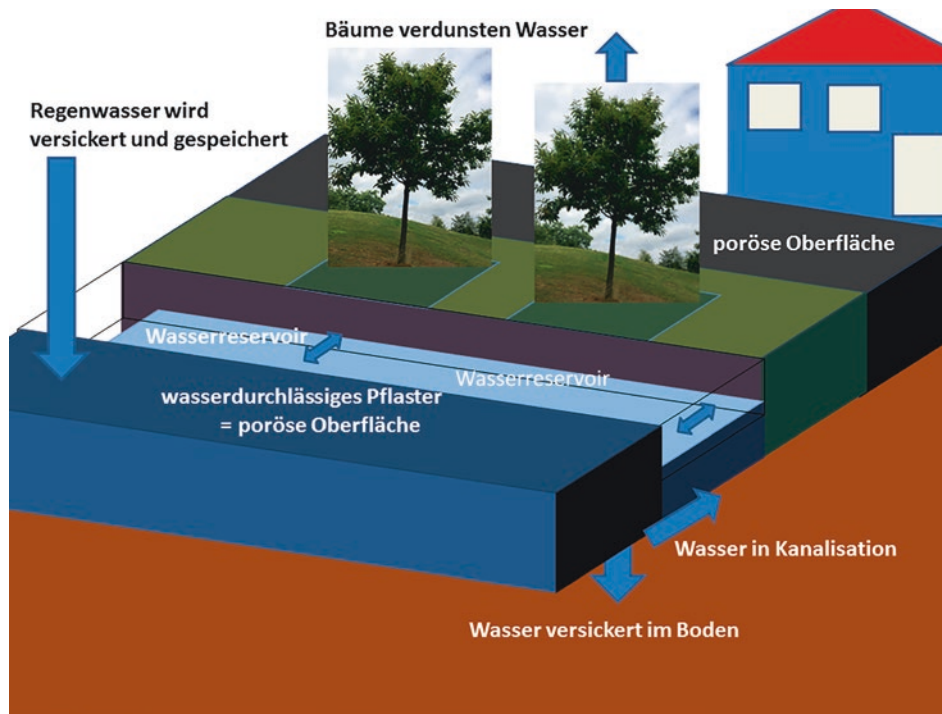 Bäume verdunsten Wasser
Regenwasser wird
versickert und gespeichert
poröse Oberfläche
Wasserreservoir
Wasserreservoir
wasserdurchlässiges Pflaster
= poröse Oberfläche
Wasser in Kanalisation
Wasser versickert im Boden